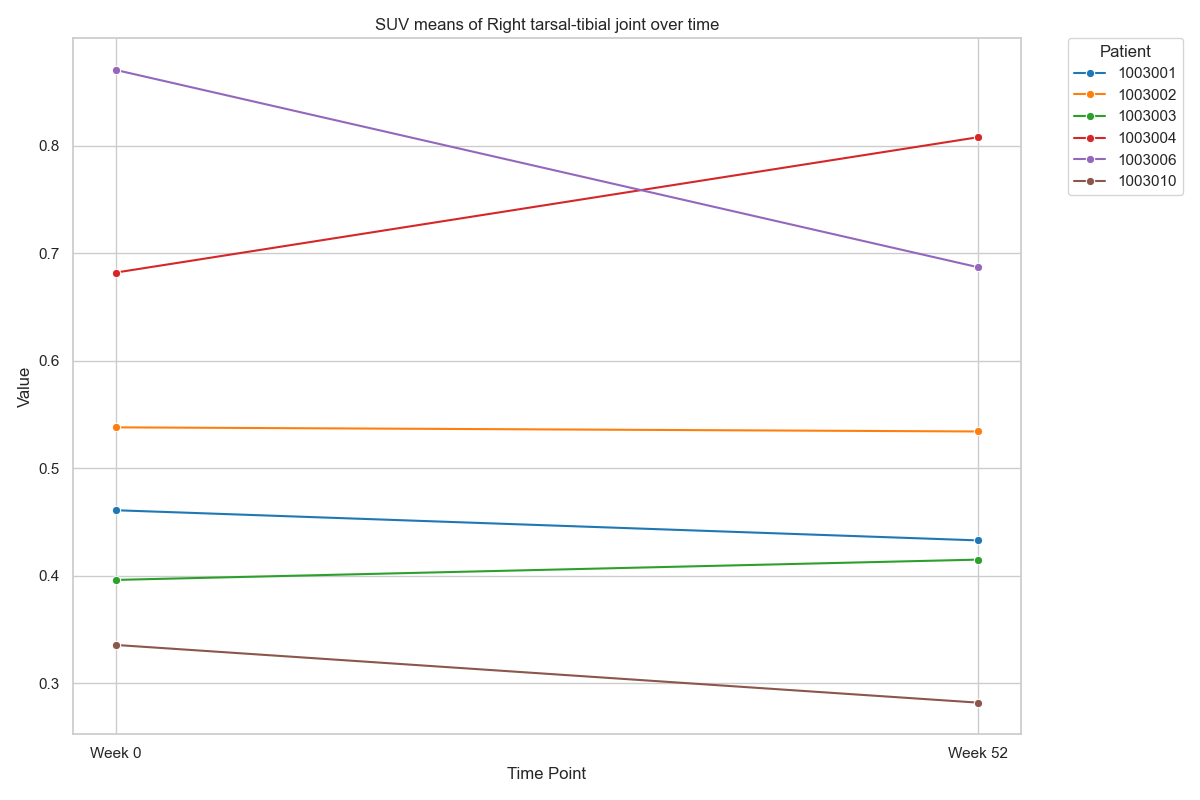 SUV means of Right tarsal-tibial joint over time
Patient
1003001
1003002
1003003
1003004
1003006
1003010
Value
0.8
0.7
0.6
0.5
0.4
0.3
Week 0
Week 52
Time Point